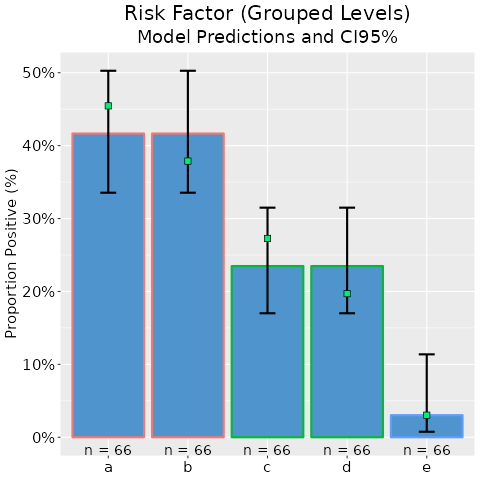 Risk Factor (Grouped Levels)
Model Predictions and CI95%
Proportion Positive (%)
50%
40%
30%
20%
10%
0%
n = 66 n = 66 n = 66 n = 66 n = 66
a b c d e